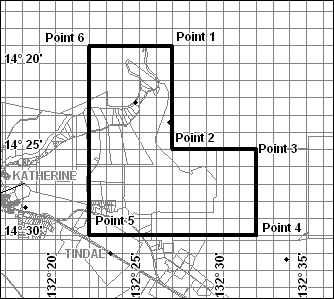 Point 6
Point 1
14° 20'
14° 25'
Point 2
Point 3
KATHERINE
Point 5
14° 30'
Point 4
TINDAL
132° 20'
132° 25'
132° 30'
132° 35'